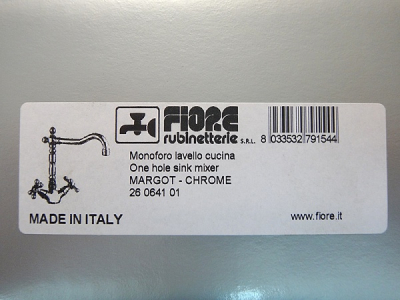 FIORE
rubinetterie S.R.L.
8 033532 791544
Monoforo lavello cucina
One hole sink mixer
MARGOT - CHROME
26 0641 01
MADE IN ITALY
www.fiore.it